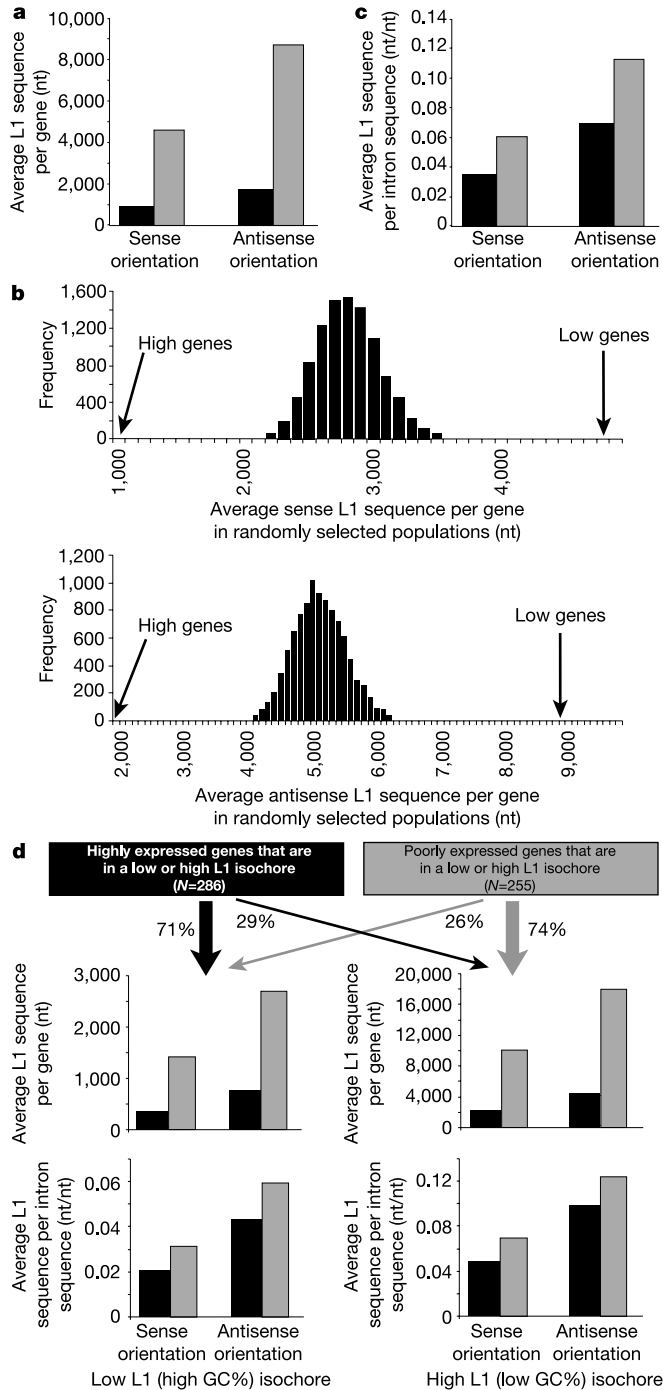 a
Average L1 sequence
per gene (nt)
10,000
8,000
6,000
4,000
2,000
0
Sense
orientation
Antisense
orientation
c
Average L1 sequence
per intron sequence (nt/nt)
0.14
0.12
0.10
0.08
0.06
0.04
0.02
0
Sense
orientation
Antisense
orientation
b
Frequency
1,600
1,200
800
400
0
High genes
Low genes
1,000
2,000
3,000
4,000
Average sense L1 sequence per gene
in randomly selected populations (nt)
Frequency
1,200
1,000
800
600
400
200
0
High genes
Low genes
2,000
3,000
4,000
5,000
6,000
7,000
8,000
9,000
Average antisense L1 sequence per gene
in randomly selected populations (nt)
d
Highly expressed genes that are
in a low or high L1 isochore
(N=286)
Poorly expressed genes that are
in a low or high L1 isochore
(N=255)
71%
29%
26%
74%
Average L1 sequence
per gene (nt)
3,000
2,000
1,000
0
Average L1 sequence
per gene (nt)
20,000
16,000
12,000
8,000
4,000
0
Average L1
sequence per intron
sequence (nt/nt)
0.06
0.04
0.02
0
Sense
orientation
Antisense
orientation
Low L1 (high GC%) isochore
Average L1
sequence per intron
sequence (nt/nt)
0.12
0.08
0.04
0
Sense
orientation
Antisense
orientation
High L1 (low GC%) isochore